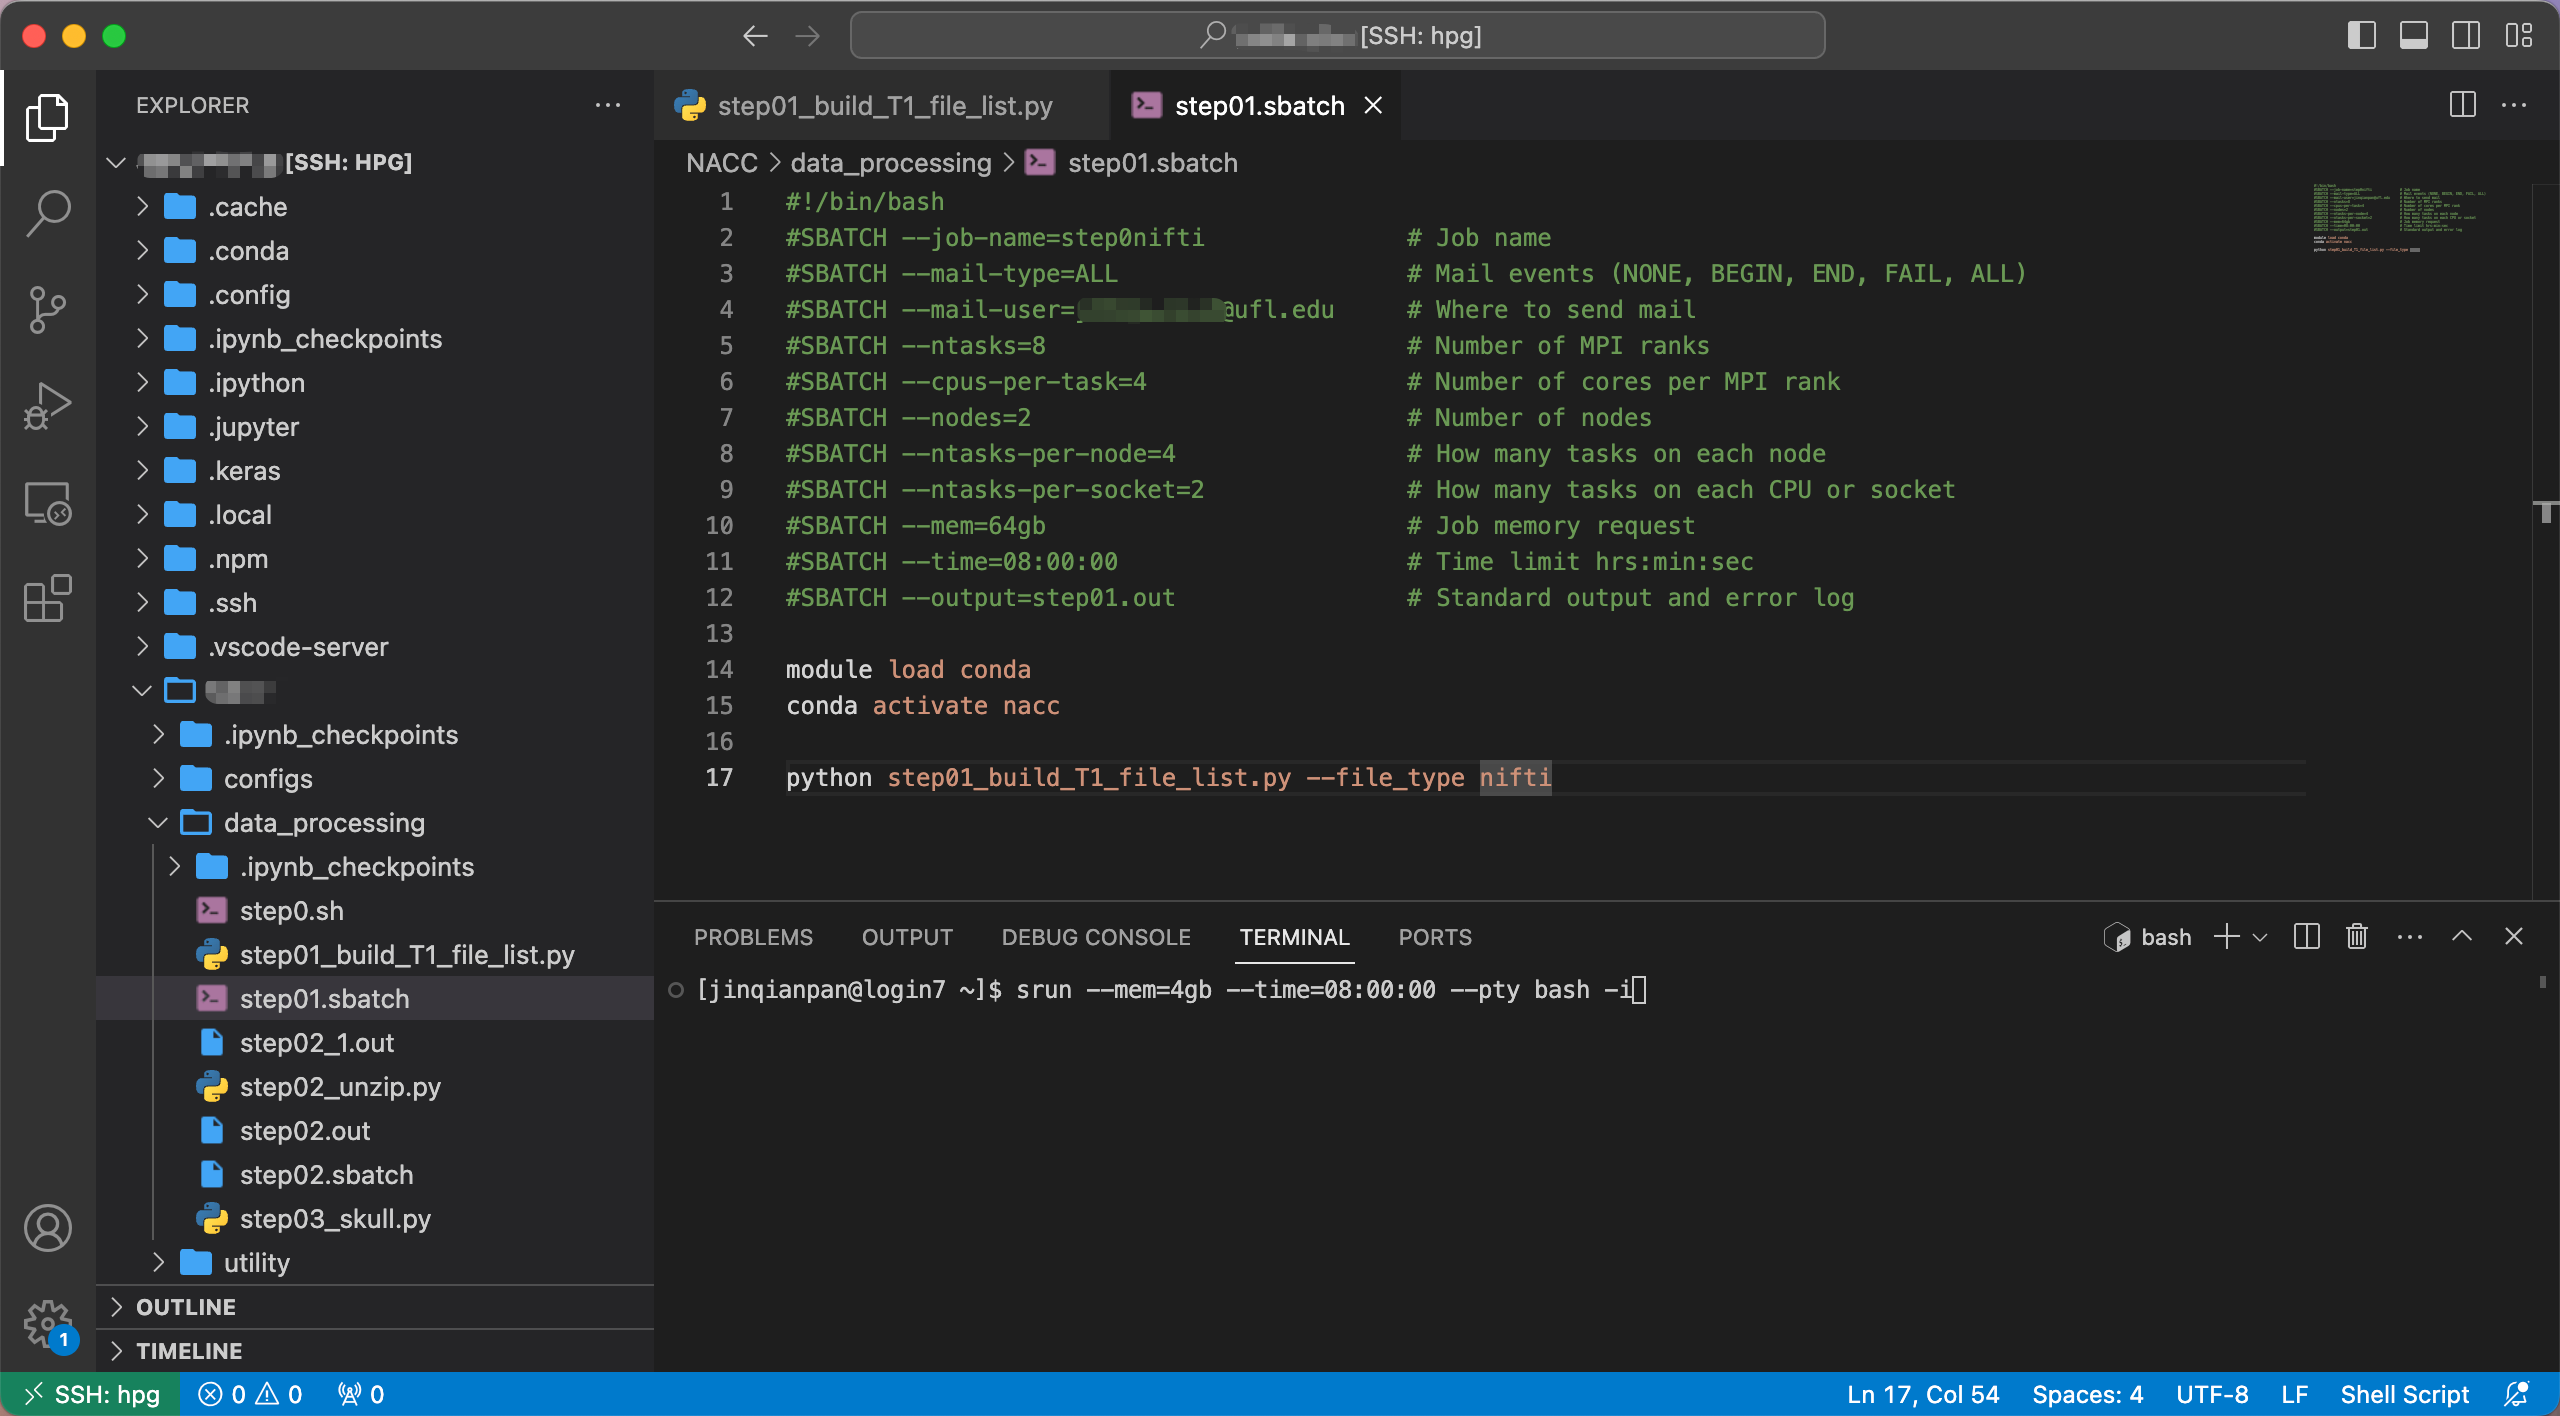 [SSH: hpg]
EXPLORER
[SSH: HPG]
.cache
.conda
.config
.ipynb_checkpoints
.ipython
.jupyter
.keras
.local
.npm
.ssh
.vscode-server
.ipynb_checkpoints
configs
data_processing
.ipynb_checkpoints
step0.sh
step01_build_T1_file_list.py
step01.sbatch
step02_1.out
step02_unzip.py
step02.out
step02.sbatch
step03_skull.py
utility
OUTLINE
TIMELINE
step01_build_T1_file_list.py
step01.sbatch
NACC > data_processing > step01.sbatch
1 #!/bin/bash
2 #SBATCH --job-name=step0nifti # Job name
3 #SBATCH --mail-type=ALL # Mail events (NONE, BEGIN, END, FAIL, ALL)
4 #SBATCH --mail-user= @ufl.edu # Where to send mail
5 #SBATCH --ntasks=8 # Number of MPI ranks
6 #SBATCH --cpus-per-task=4 # Number of cores per MPI rank
7 #SBATCH --nodes=2 # Number of nodes
8 #SBATCH --ntasks-per-node=4 # How many tasks on each node
9 #SBATCH --ntasks-per-socket=2 # How many tasks on each CPU or socket
10 #SBATCH --mem=64gb # Job memory request
11 #SBATCH --time=08:00:00 # Time limit hrs:min:sec
12 #SBATCH --output=step01.out # Standard output and error log
13
14 module load conda
15 conda activate nacc
16
17 python step01_build_T1_file_list.py --file_type nifti
PROBLEMS OUTPUT DEBUG CONSOLE TERMINAL PORTS bash
[jinqianpan@login7 ~]$ srun --mem=4gb --time=08:00:00 --pty bash -i
1
SSH: hpg 0 0 0 Ln 17, Col 54 Spaces: 4 UTF-8 LF Shell Script